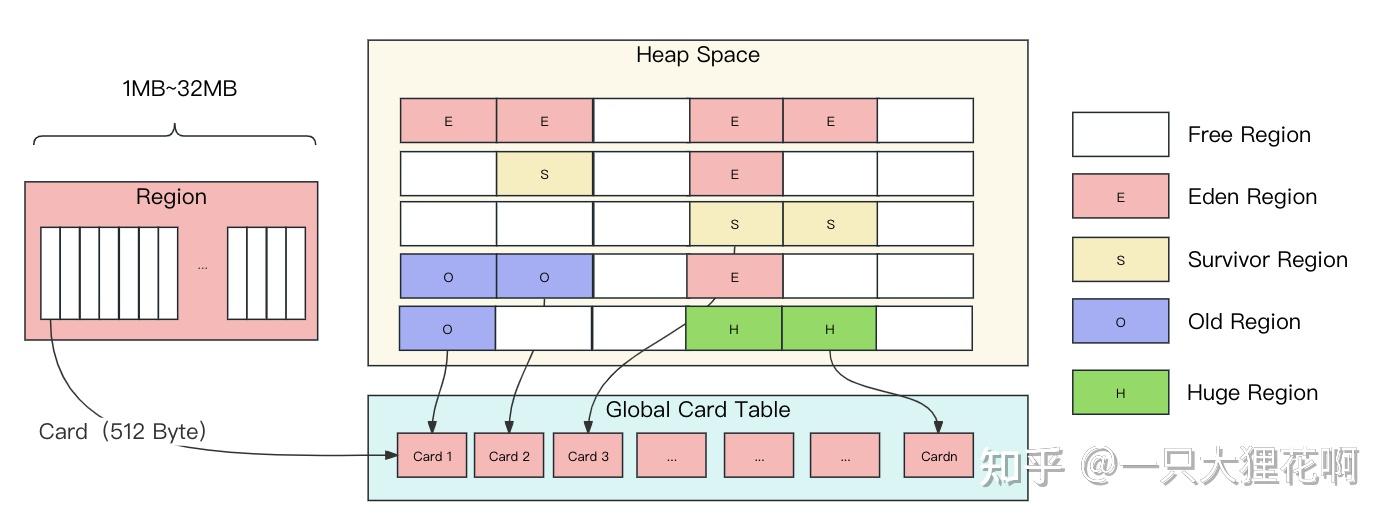 Heap Space
1MB~32MB
E E E E
Free Region
Region
S E
E Eden Region
...
S S
S Survivor Region
O O E
O H H
O Old Region
H Huge Region
Global Card Table
Card（512 Byte）
Card 1 Card 2 Card 3 ... ... ... Cardn
知乎 @一只大狸花啊